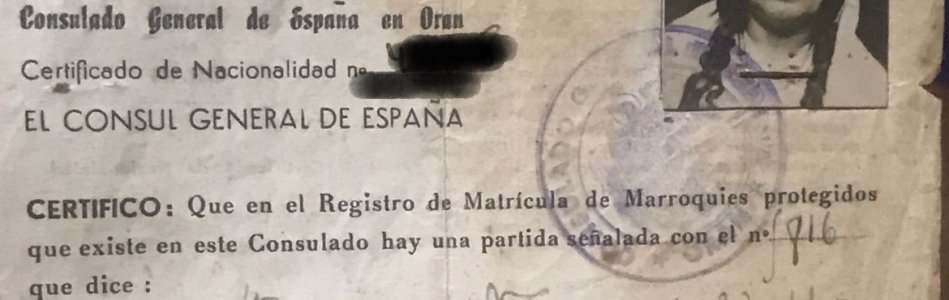 Consulado General de España en Oran
Certificado de Nacionalidad nº
EL CONSUL GENERAL DE ESPAÑA
CERTIFICO: Que en el Registro de Matrícula de Marroquies protegidos
que existe en este Consulado hay una partida señalada con el nº
que dice :